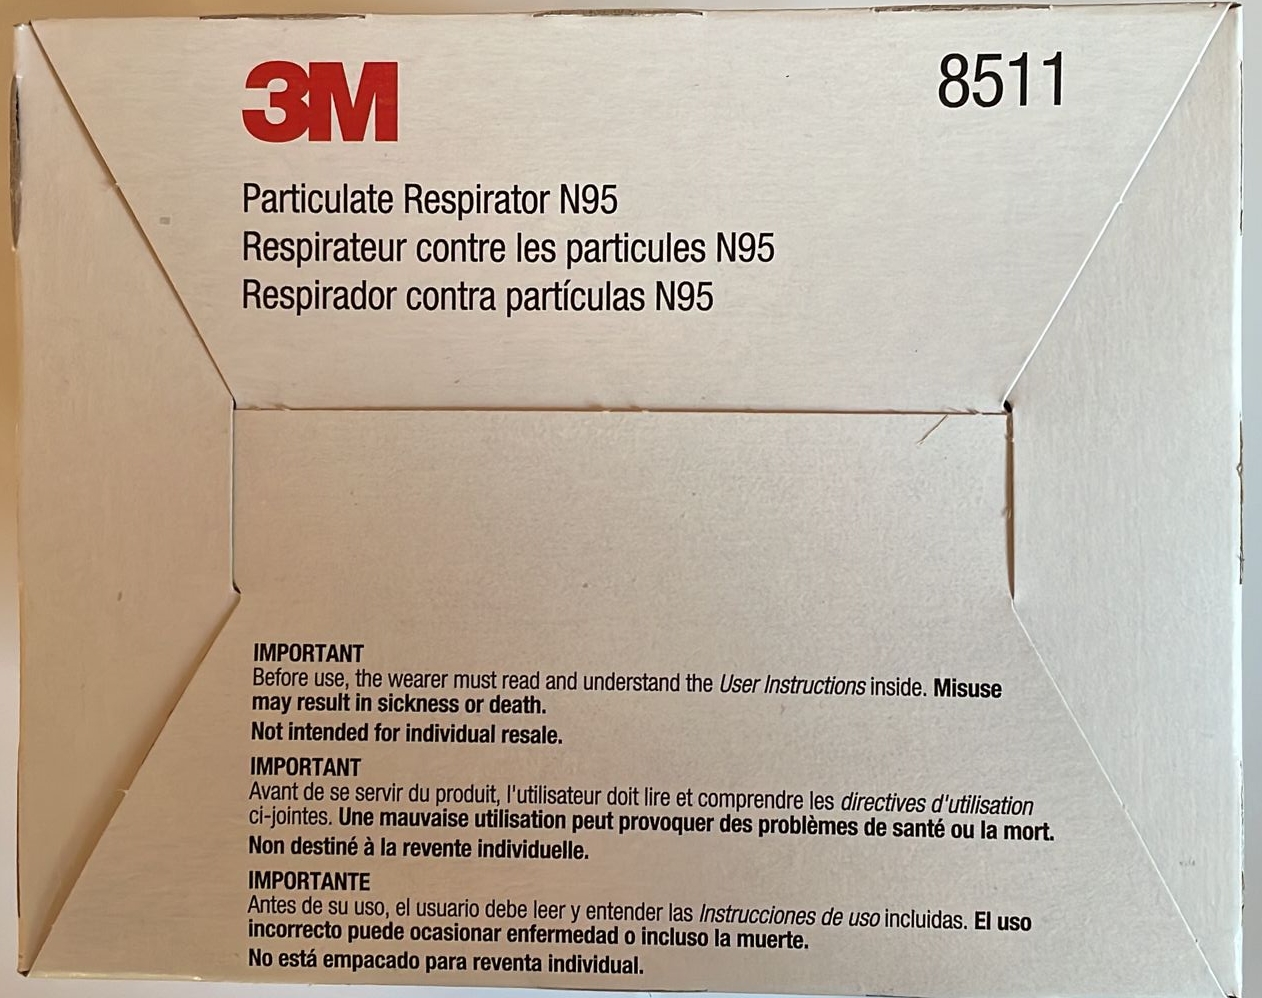 3M
8511
Particulate Respirator N95
Respirateur contre les particules N95
Respirador contra partículas N95
IMPORTANT
Before use, the wearer must read and understand the User Instructions inside. Misuse
may result in sickness or death.
Not intended for individual resale.
IMPORTANT
Avant de se servir du produit, l'utilisateur doit lire et comprendre les directives d'utilisation
ci-jointes. Une mauvaise utilisation peut provoquer des problèmes de santé ou la mort.
Non destiné à la revente individuelle.
IMPORTANTE
Antes de su uso, el usuario debe leer y entender las Instrucciones de uso incluidas. El uso
incorrecto puede ocasionar enfermedad o incluso la muerte.
No está empacado para reventa individual.